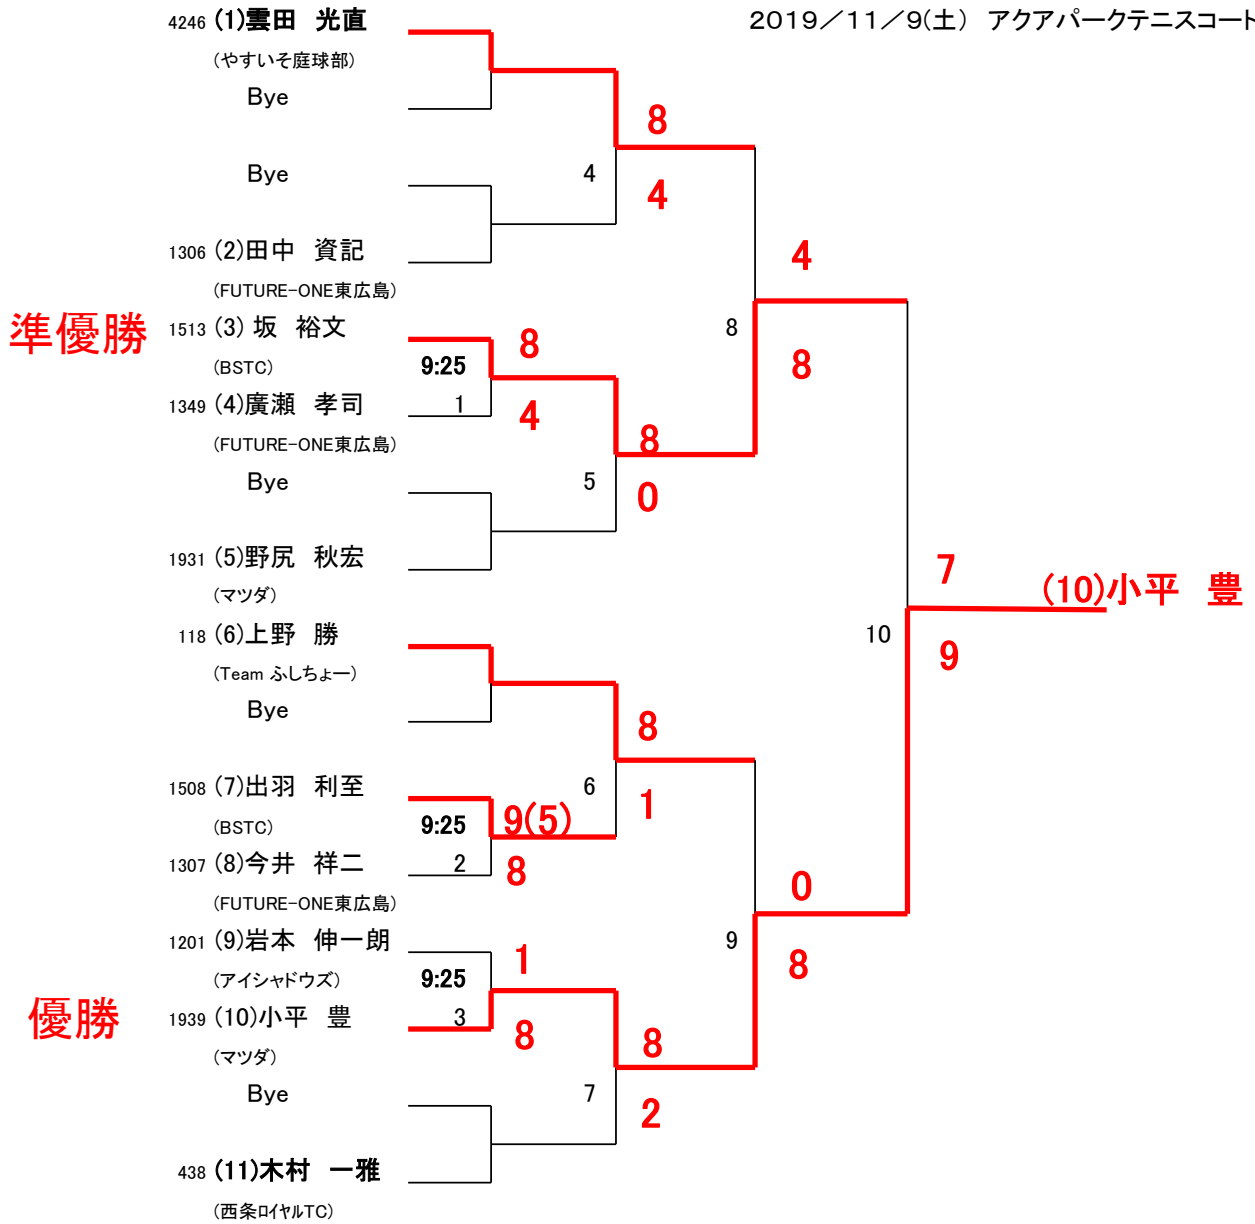 4246 (1)雲田 光直
2019／11／9(土) アクアパークテニスコート
(やすいそ庭球部)
Bye
8
Bye
4
4
1306 (2)田中 資記
4
(FUTURE-ONE東広島)
準優勝
1513 (3) 坂 裕文
8
8
(BSTC)
9:25
8
1349 (4)廣瀬 孝司
1
4
(FUTURE-ONE東広島)
8
Bye
5
0
1931 (5)野尻 秋宏
7
(マツダ)
(10)小平 豊
118 (6)上野 勝
10
9
(Team ふしちょー)
Bye
8
1508 (7)出羽 利至
6
1
(BSTC)
9:25
9(5)
1307 (8)今井 祥二
2
8
0
(FUTURE-ONE東広島)
1201 (9)岩本 伸一朗
9
1
8
(アイシャドウズ)
9:25
優勝
1939 (10)小平 豊
3
8
8
(マツダ)
Bye
7
2
438 (11)木村 一雅
(西条ロイヤルTC)